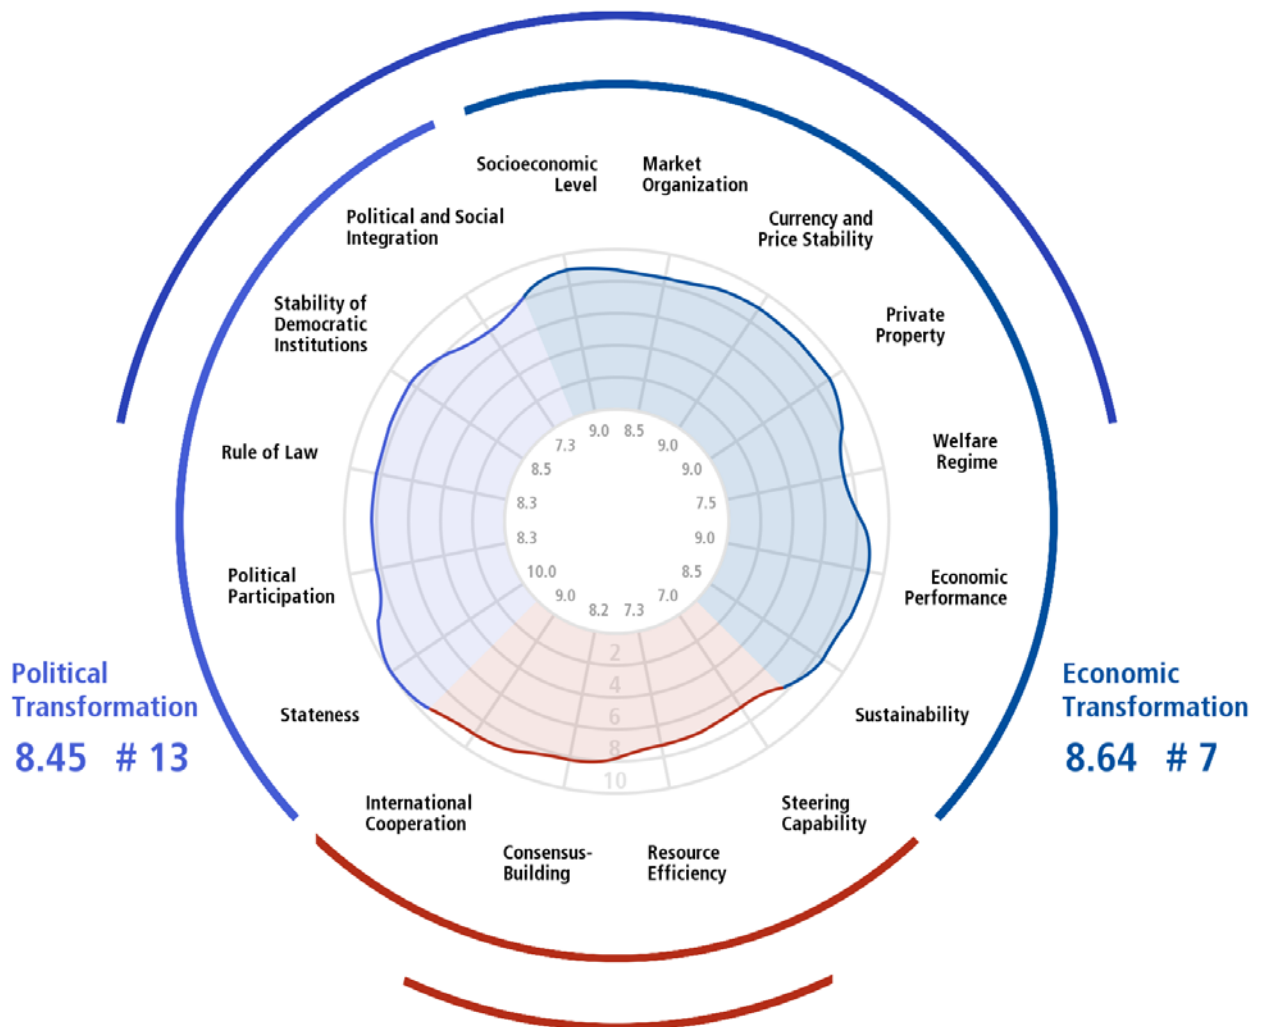 Socioeconomic
Level
Market
Organization
Political and Social
Integration
Currency and
Price Stability
Stability of
Democratic
Institutions
Private
Property
Rule of Law
Welfare
Regime
Political
Participation
Economic
Performance
Stateness
Sustainability
International
Cooperation
Steering
Capability
Consensus-
Building
Resource
Efficiency
9.0
8.5
7.3
9.0
8.5
9.0
8.3
7.5
8.3
9.0
10.0
8.5
9.0
7.0
8.2
7.3
2
4
6
8
10
Political
Transformation
8.45 # 13
Economic
Transformation
8.64 # 7